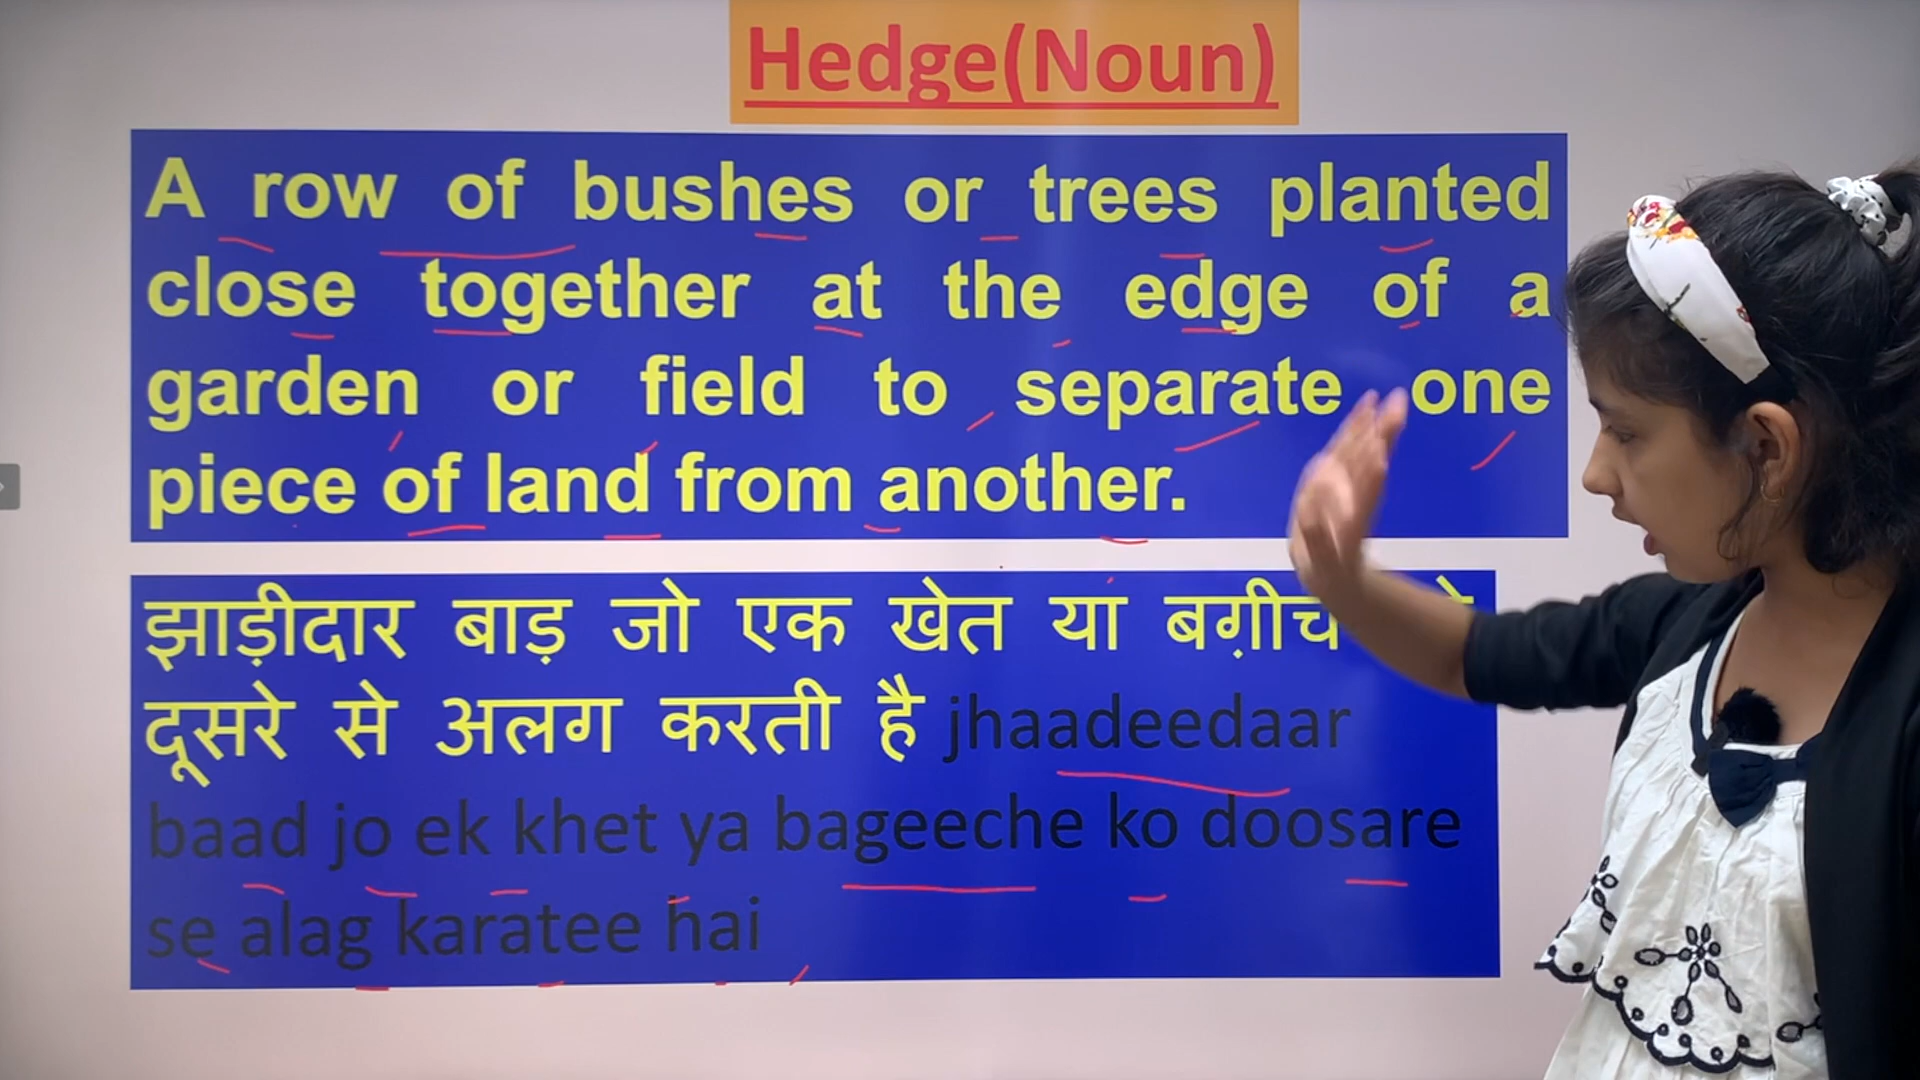 Hedge(Noun)
A row of bushes or trees planted
close together at the edge of a
garden or field to separate one
piece of land from another.
झाड़ीदार बाड़ जो एक खेत या
दूसरे से अलग करती है jhaadeedaar
baad jo ek khet ya bageeche ko doosare
se alag karatee hai